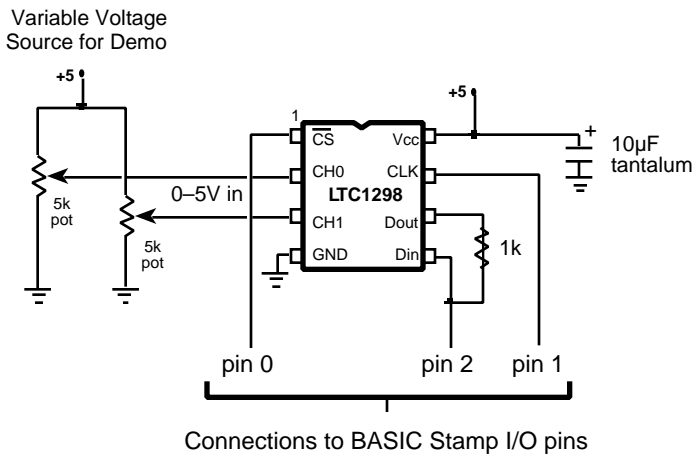 Variable Voltage
Source for Demo
+5
+5
1
CS
Vcc
+
10µF
tantalum
CH0
CLK
LTC1298
0–5V in
5k
pot
CH1
Dout
1k
5k
pot
GND
Din
pin 0
pin 2
pin 1
Connections to BASIC Stamp I/O pins